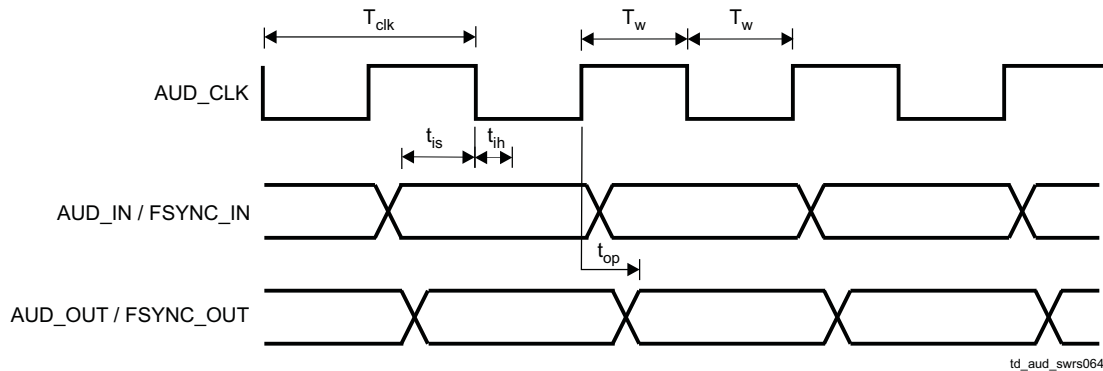 T_clk
T_w
T_w
AUD_CLK
t_is
t_ih
AUD_IN / FSYNC_IN
t_op
AUD_OUT / FSYNC_OUT
td_aud_swrs064